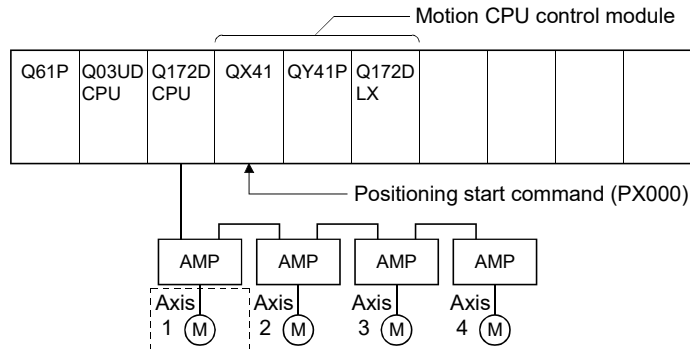 Motion CPU control module
Q61P
Q03UD
CPU
Q172D
CPU
QX41
QY41P
Q172D
LX
Positioning start command (PX000)
AMP
AMP
AMP
AMP
Axis
1 M
Axis
2 M
Axis
3 M
Axis
4 M